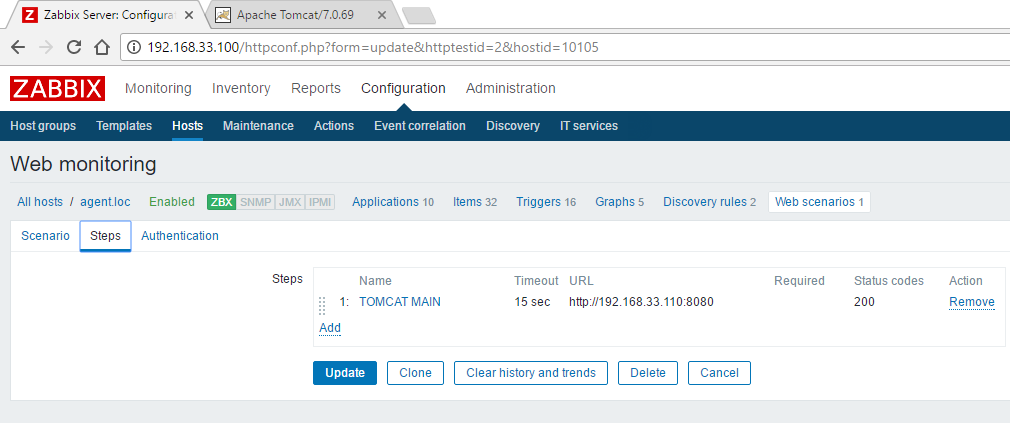 Zabbix Server: Configura
Apache Tomcat/7.0.69
192.168.33.100/httpconf.php?form=update&httptestid=2&hostid=10105
ZABBIX Monitoring Inventory Reports Configuration Administration
Host groups Templates Hosts Maintenance Actions Event correlation Discovery IT services
Web monitoring
All hosts / agent.loc Enabled ZBX SNMP JMX IPMI Applications 10 Items 32 Triggers 16 Graphs 5 Discovery rules 2 Web scenarios 1
Scenario Steps Authentication
Steps Name Timeout URL Required Status codes Action
1: TOMCAT MAIN 15 sec http://192.168.33.110:8080 200 Remove
Add
Update Clone Clear history and trends Delete Cancel